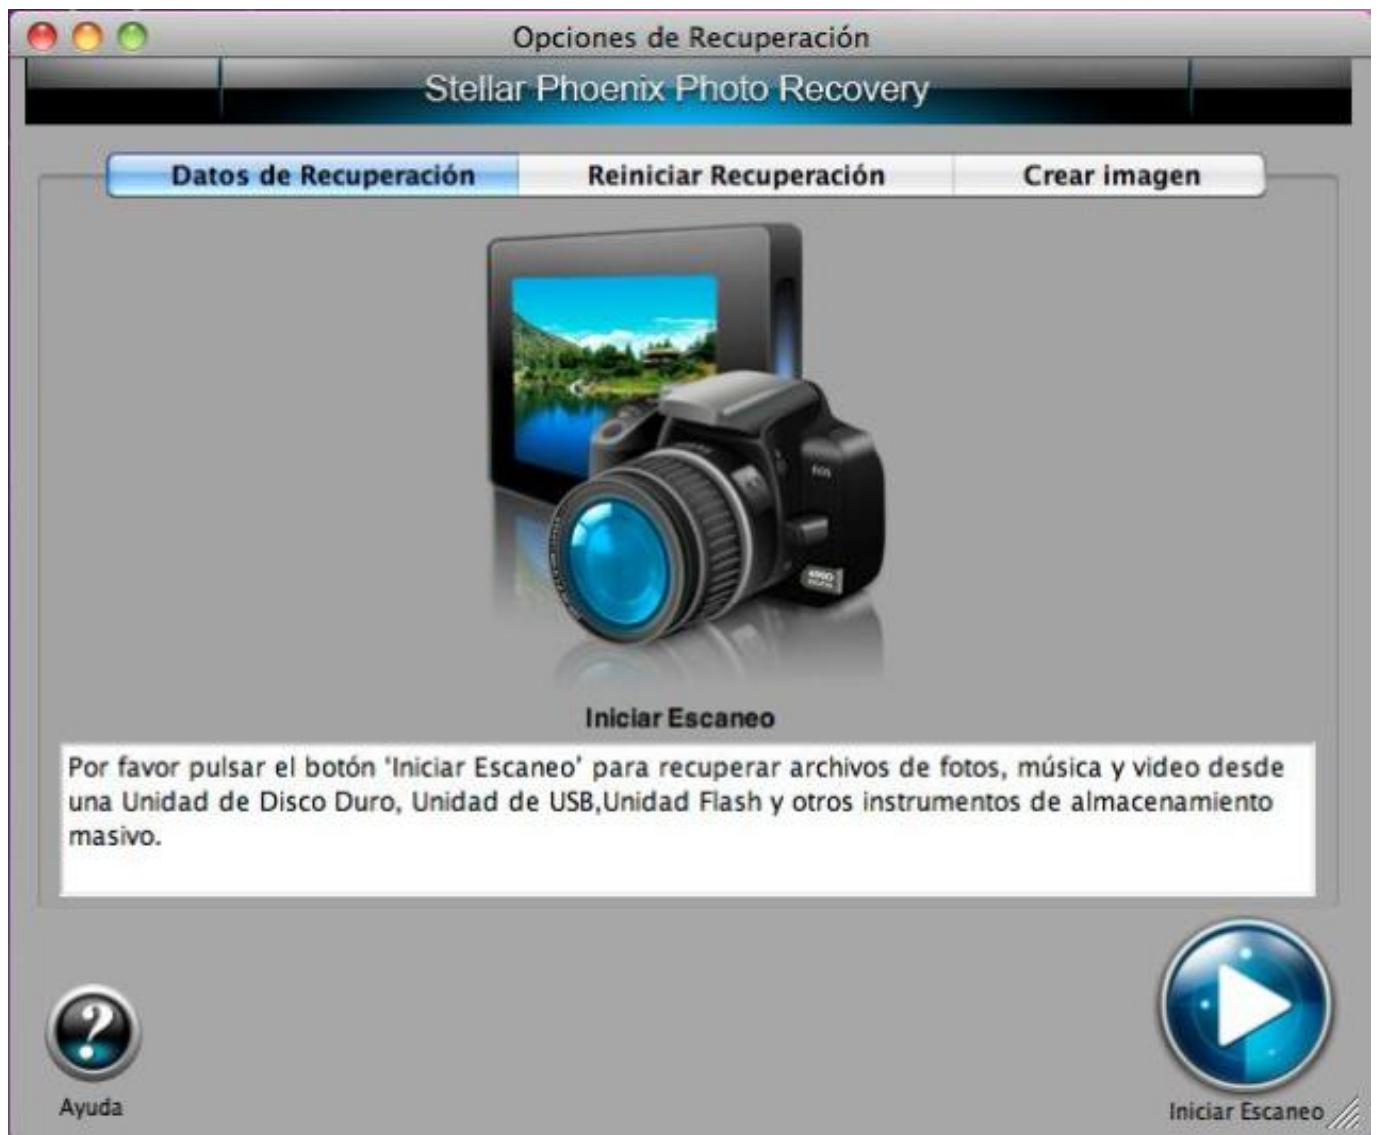 Opciones de Recuperación
Stellar Phoenix Photo Recovery
Datos de Recuperación
Reiniciar Recuperación
Crear imagen
EOS
Iniciar Escaneo
Por favor pulsar el botón 'Iniciar Escaneo' para recuperar archivos de fotos, música y video desde
una Unidad de Disco Duro, Unidad de USB,Unidad Flash y otros instrumentos de almacenamiento
masivo.
?
Ayuda
Iniciar Escaneo